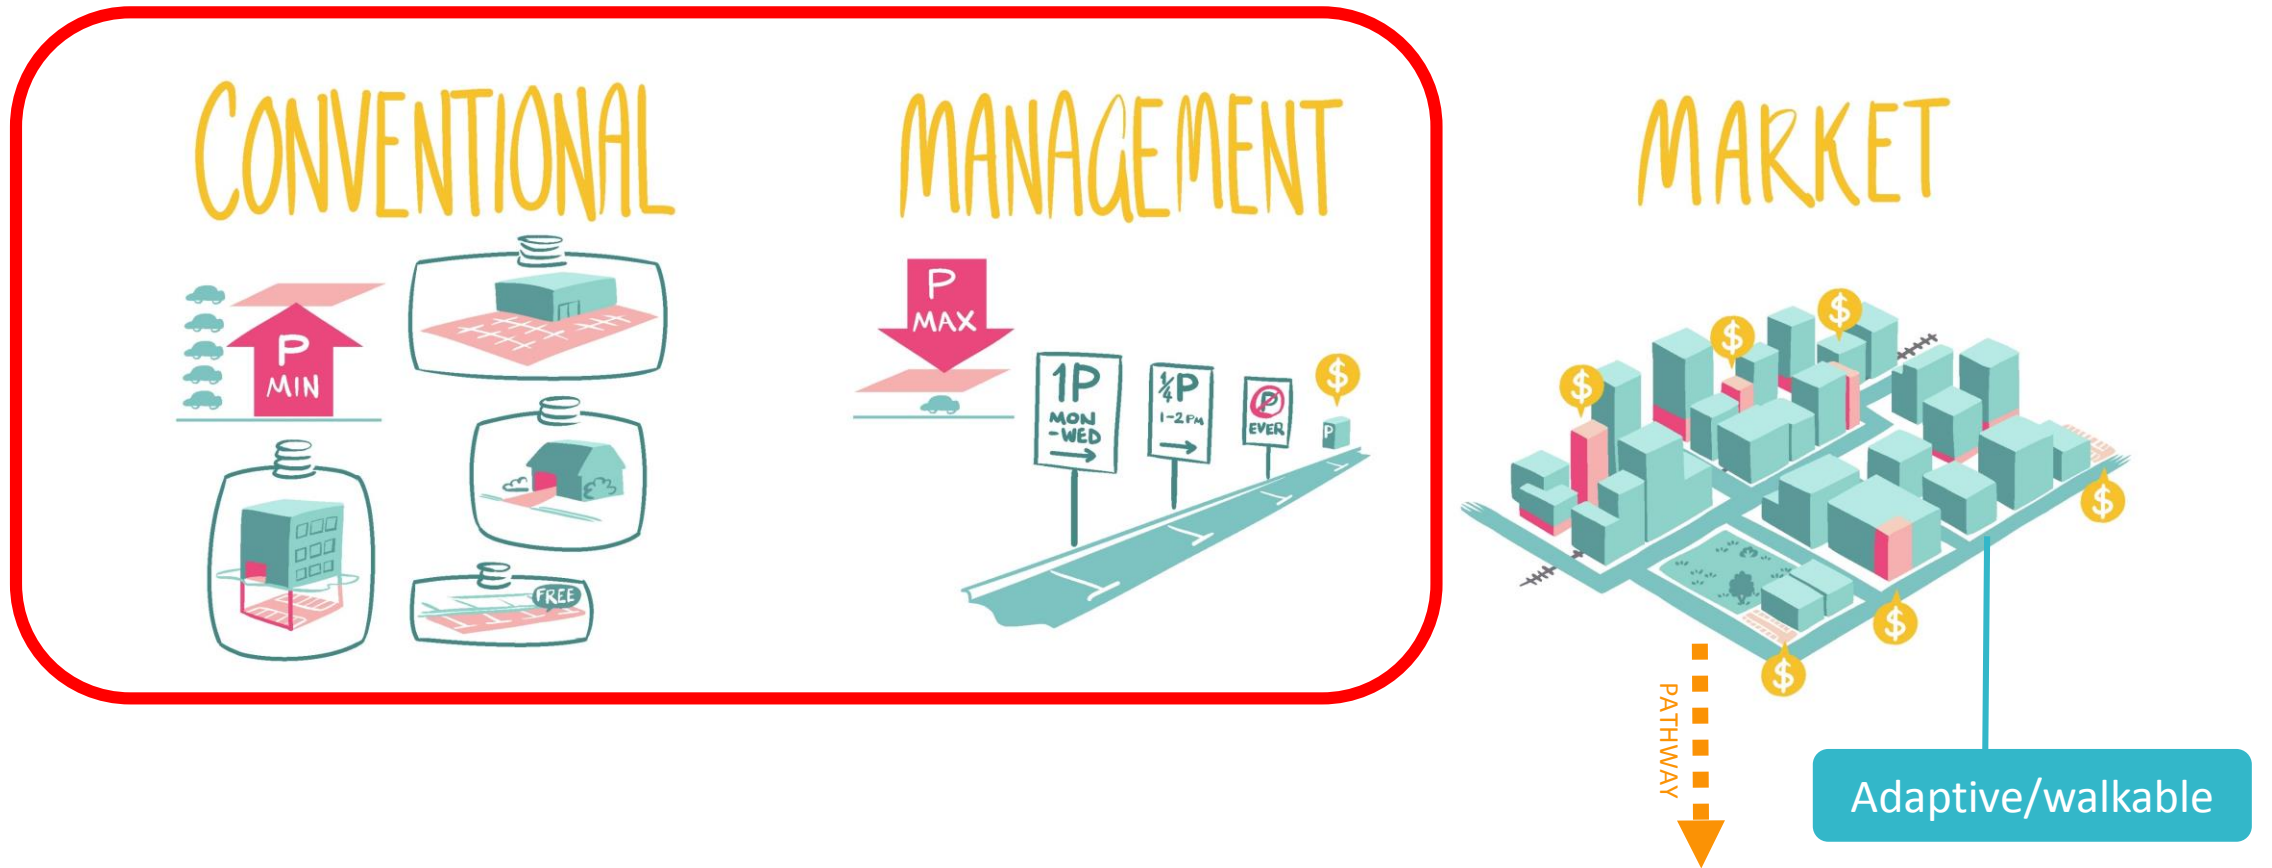 CONVENTIONAL
MANAGEMENT
MARKET
P
MIN
FREE
P
MAX
1P
MON
-WED
→
¼P
1-2PM
→
P
EVER
$
P
$
$
$
$
$
$
PATHWAY
Adaptive/walkable